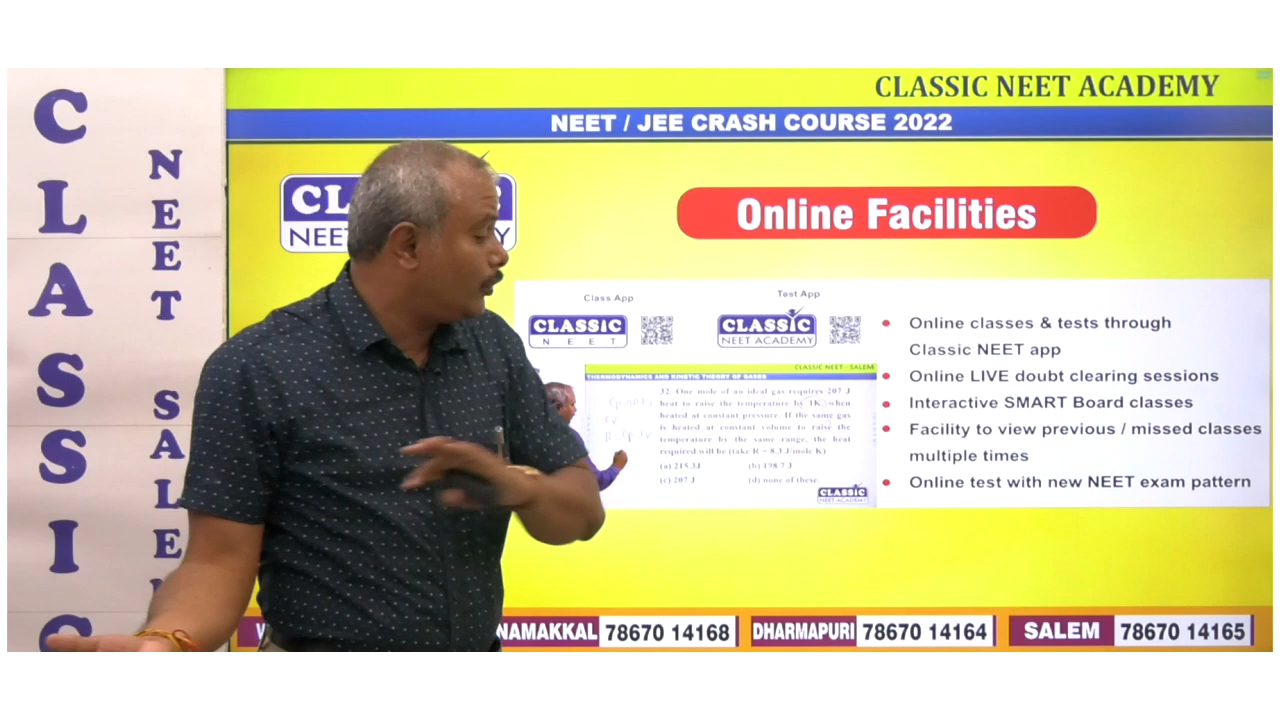 CLASSIC
NEET SALE
CLASSIC NEET ACADEMY
NEET / JEE CRASH COURSE 2022
CL
NEE
MY
Online Facilities
Class App
CLASSIC
NEET
Test App
CLASSIC
NEET ACADEMY
Online classes & tests through
Classic NEET app
Online LIVE doubt clearing sessions
Interactive SMART Board classes
Facility to view previous / missed classes
multiple times
Online test with new NEET exam pattern
CLASSIC NEET - SALEM
THERMODYNAMICS AND KINETIC THEORY OF GASES
32. One mole of an ideal gas requires 207 J
heat to raise the temperature by 1K, when
heated at constant pressure. If the same gas
is heated at constant volume to raise the
temperature by the same range, the heat
required will be (take R = 8.3 J/mole K)
(a) 215.3J (b) 198.7 J
(c) 207 J (d) none of these.
CLASSIC
NEET ACADEMY
NAMAKKAL 78670 14168 DHARMAPURI 78670 14164 SALEM 78670 14165